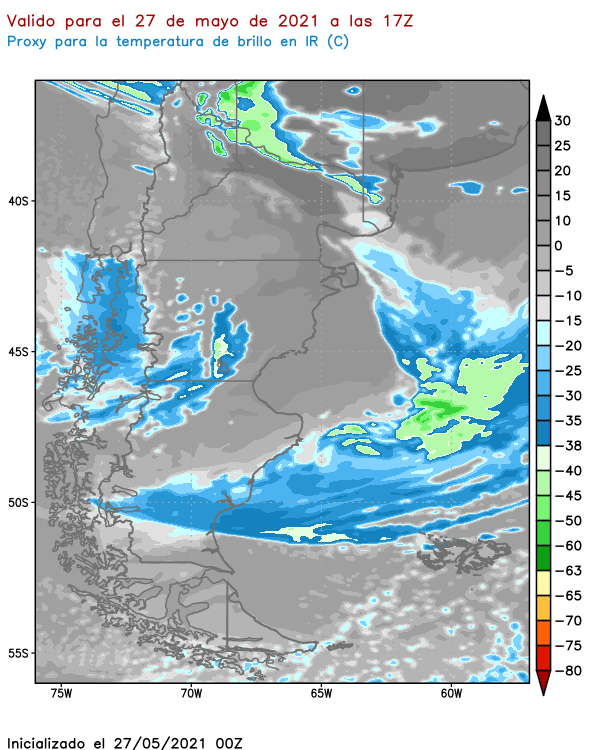 Valido para el 27 de mayo de 2021 a las 17Z
Proxy para la temperatura de brillo en IR (C)
40S
45S
50S
55S
75W
70W
65W
60W
30
25
20
15
10
0
−5
−10
−15
−20
−25
−30
−35
−38
−40
−45
−50
−60
−63
−65
−70
−75
−80
Inicializado el 27/05/2021 00Z